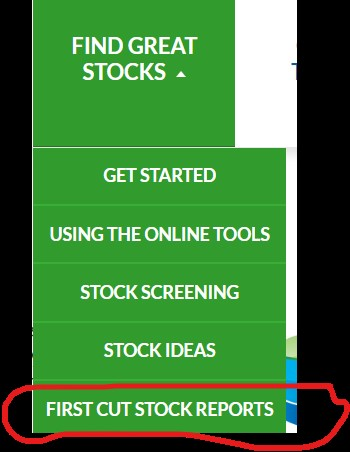 FIND GREAT
STOCKS
GET STARTED
USING THE ONLINE TOOLS
STOCK SCREENING
STOCK IDEAS
FIRST CUT STOCK REPORTS